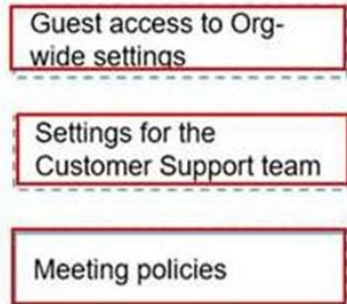 Guest access to Org-
wide settings
Settings for the
Customer Support team
Meeting policies